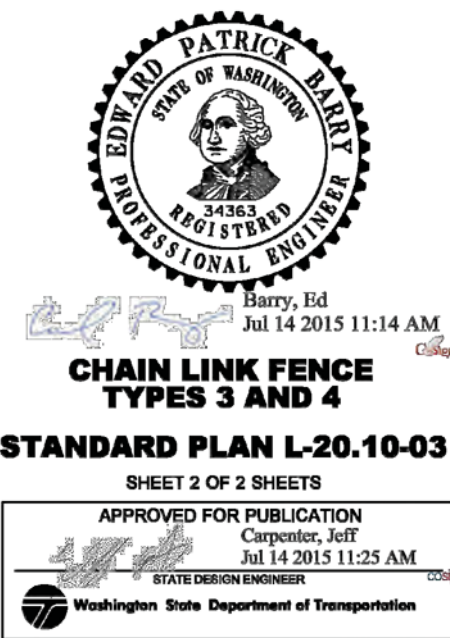 EDWARD PATRICK BARRY
STATE OF WASHINGTON
34363
REGISTERED
PROFESSIONAL ENGINEER
Barry, Ed
Jul 14 2015 11:14 AM
CHAIN LINK FENCE
TYPES 3 AND 4
STANDARD PLAN L-20.10-03
SHEET 2 OF 2 SHEETS
APPROVED FOR PUBLICATION
Carpenter, Jeff
Jul 14 2015 11:25 AM
STATE DESIGN ENGINEER
Washington State Department of Transportation